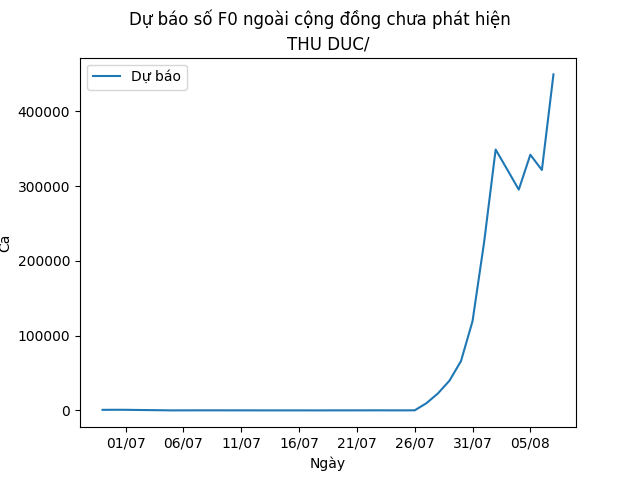 Dự báo số F0 ngoài cộng đồng chưa phát hiện
THU DUC/
Dự báo
400000
300000
200000
100000
0
Ca
01/07 06/07 11/07 16/07 21/07 26/07 31/07 05/08
Ngày